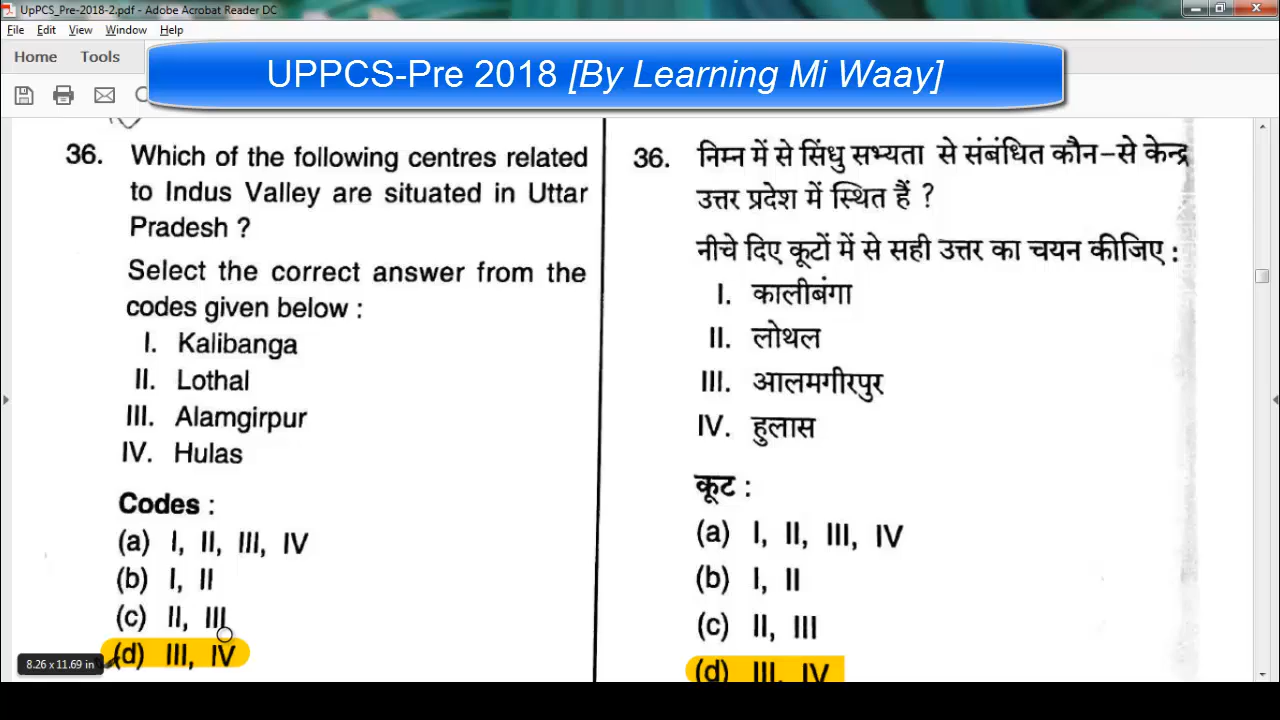 UpPCS_Pre-2018-2.pdf - Adobe Acrobat Reader DC
File Edit View Window Help
Home Tools
UPPCS-Pre 2018 [By Learning Mi Waay]
36. Which of the following centres related
to Indus Valley are situated in Uttar
Pradesh ?
Select the correct answer from the
codes given below :
I. Kalibanga
II. Lothal
III. Alamgirpur
IV. Hulas
Codes :
(a) I, II, III, IV
(b) I, II
(c) II, III
(d) III, IV
8.26 x 11.69 in
36. निम्न में से सिंधु सभ्यता से संबंधित कौन-से केन्द्र
उत्तर प्रदेश में स्थित हैं ?
नीचे दिए कूटों में से सही उत्तर का चयन कीजिए :
I. कालीबंगा
II. लोथल
III. आलमगीरपुर
IV. हुलास
कूट :
(a) I, II, III, IV
(b) I, II
(c) II, III
(d) III, IV